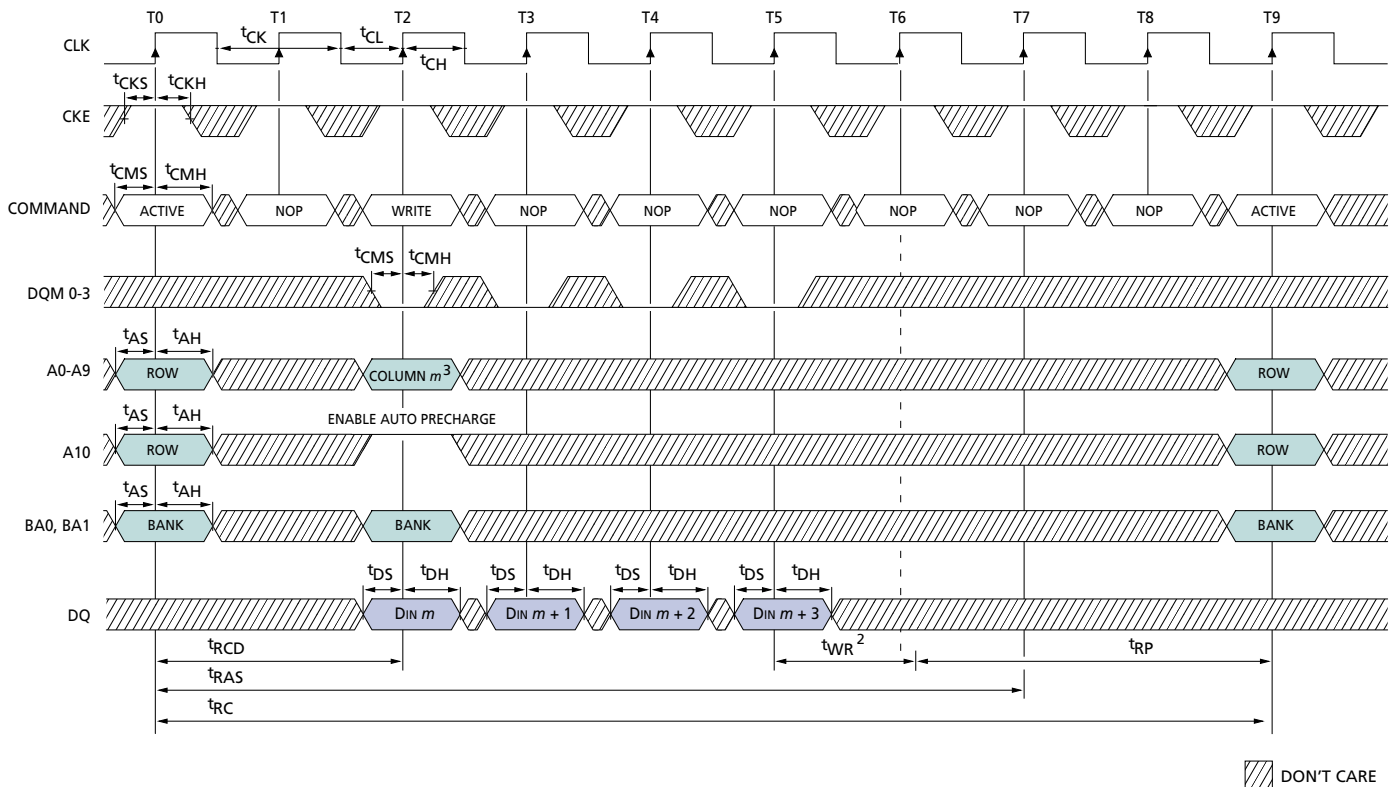 T0 T1 T2 T3 T4 T5 T6 T7 T8 T9
CLK
tCK tCL
tCH
tCKS tCKH
CKE
tCMS tCMH
COMMAND ACTIVE NOP WRITE NOP NOP NOP NOP NOP NOP ACTIVE
tCMS tCMH
DQM 0-3
tAS tAH
A0-A9 ROW COLUMN m3 ROW
tAS tAH ENABLE AUTO PRECHARGE
A10 ROW ROW
tAS tAH
BA0, BA1 BANK BANK BANK
tDS tDH tDS tDH tDS tDH tDS tDH
DQ DIN m DIN m + 1 DIN m + 2 DIN m + 3
tRCD tWR2 tRP
tRAS
tRC
DON'T CARE